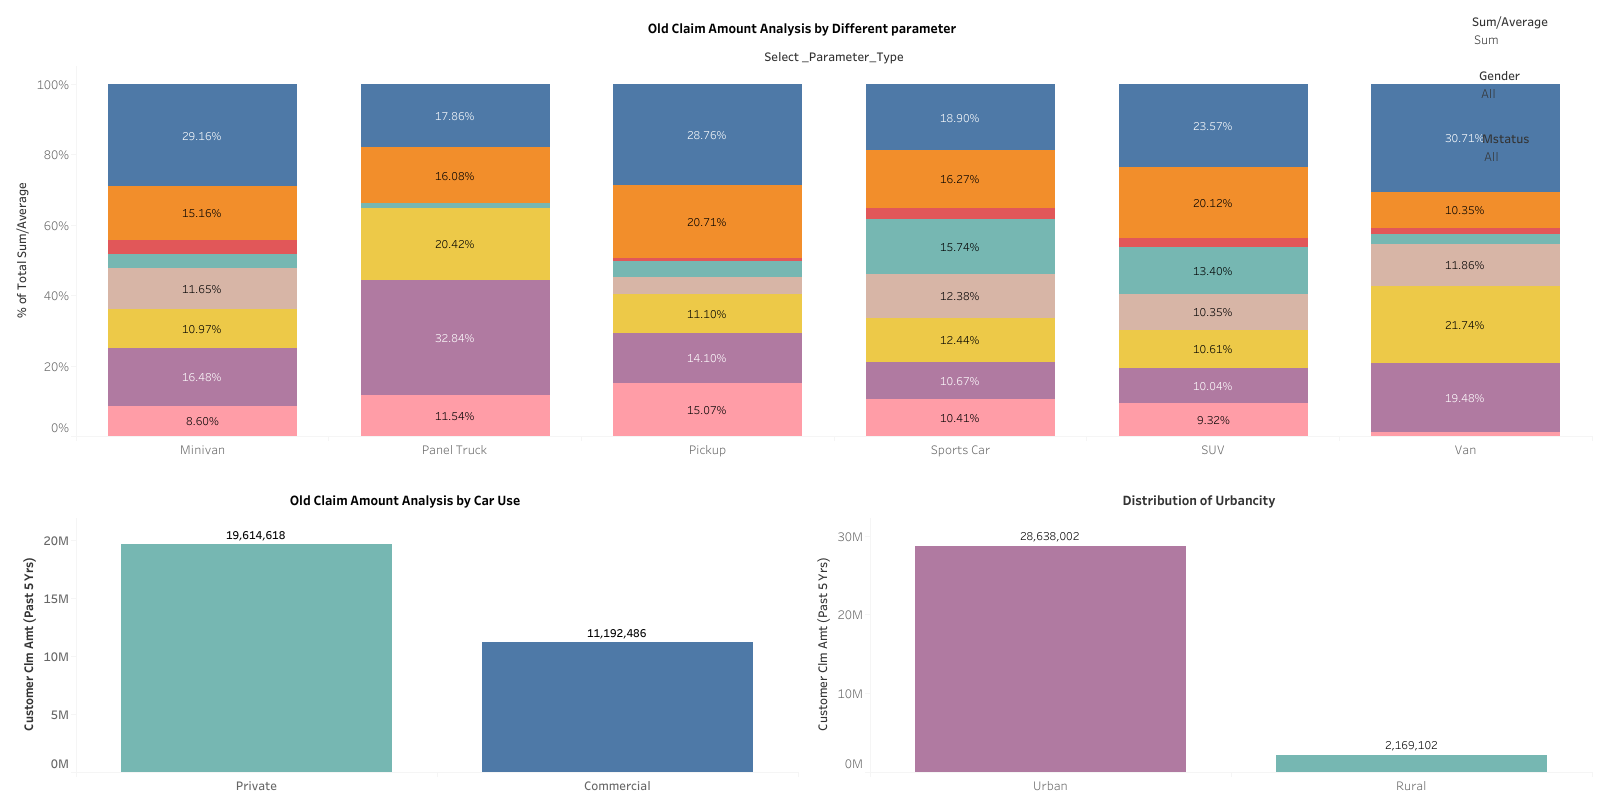 Old Claim Amount Analysis by Different parameter
Select _Parameter_Type
Sum/Average
Sum
Gender
All
Mstatus
All
% of Total Sum/Average
100%
80%
60%
40%
20%
0%
29.16%
15.16%
11.65%
10.97%
16.48%
8.60%
17.86%
16.08%
20.42%
32.84%
11.54%
28.76%
20.71%
11.10%
14.10%
15.07%
18.90%
16.27%
15.74%
12.38%
12.44%
10.67%
10.41%
23.57%
20.12%
13.40%
10.35%
10.61%
10.04%
9.32%
30.71%
10.35%
11.86%
21.74%
19.48%
Minivan Panel Truck Pickup Sports Car SUV Van
Old Claim Amount Analysis by Car Use
Customer Clm Amt (Past 5 Yrs)
20M
15M
10M
5M
0M
19,614,618
11,192,486
Private Commercial
Distribution of Urbancity
Customer Clm Amt (Past 5 Yrs)
30M
20M
10M
0M
28,638,002
2,169,102
Urban Rural